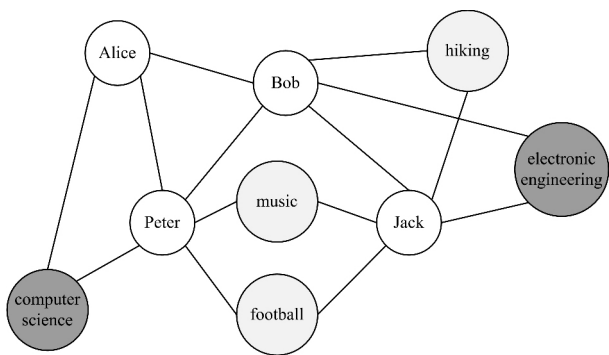 Alice
hiking
Bob
electronic
engineering
music
Peter
Jack
computer
science
football